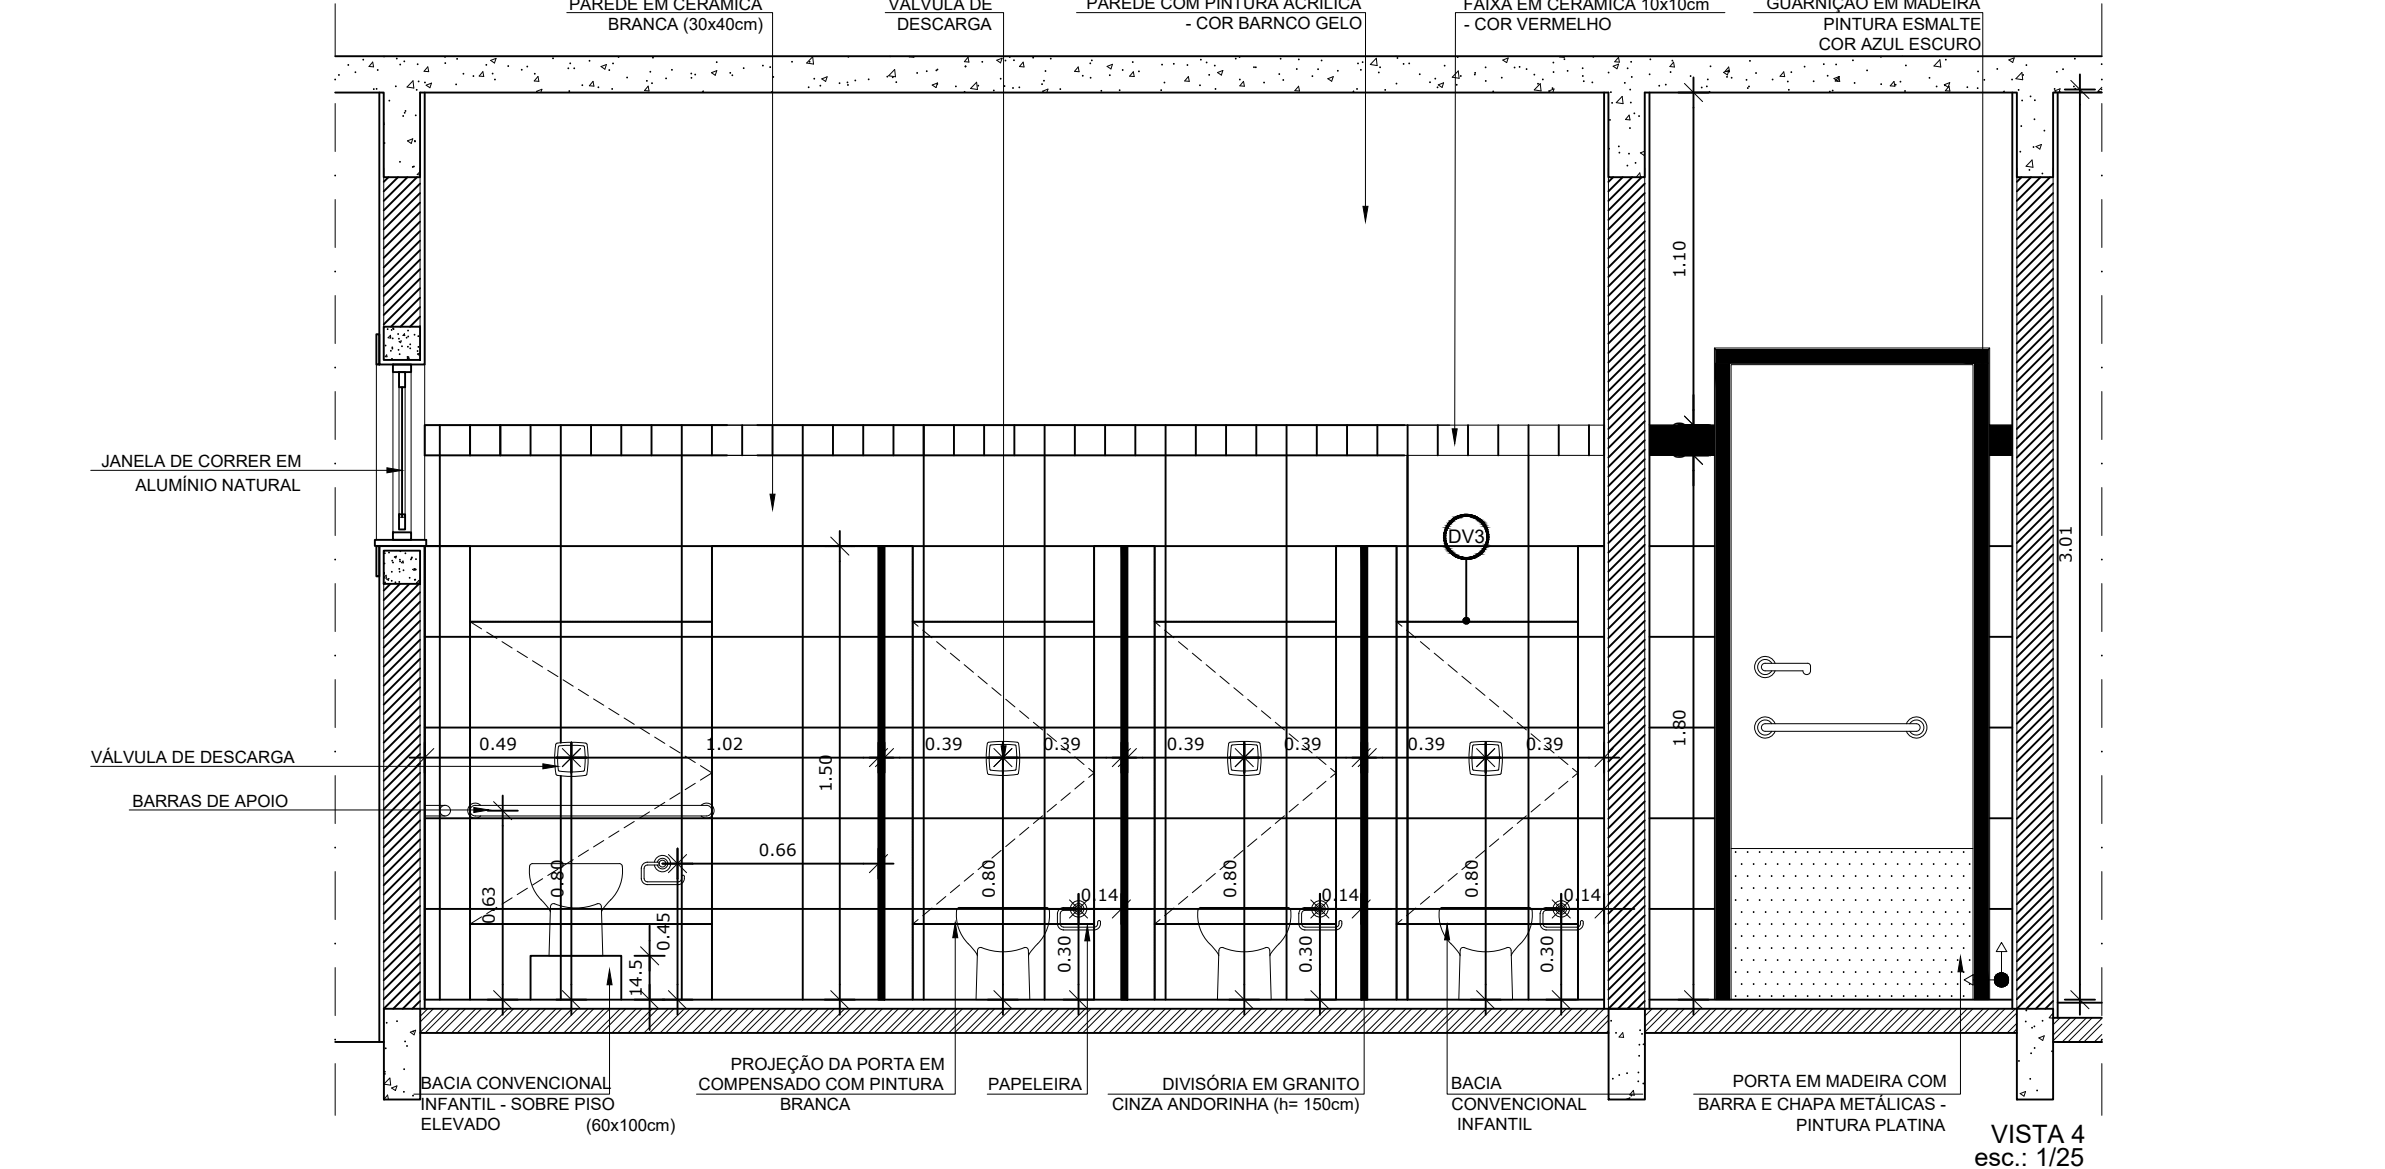 PAREDE EM CERÂMICA
BRANCA (30x40cm)
VÁLVULA DE
DESCARGA
PAREDE COM PINTURA ACRÍLICA
- COR BARNCO GELO
FAIXA EM CERÂMICA 10x10cm
- COR VERMELHO
GUARNIÇÃO EM MADEIRA
PINTURA ESMALTE
COR AZUL ESCURO
1.10
JANELA DE CORRER EM
ALUMÍNIO NATURAL
DV3
3.01
1.80
0.49
1.02
0.39
0.39
0.39
0.39
0.39
0.39
1.50
VÁLVULA DE DESCARGA
BARRAS DE APOIO
0.66
0.63
0.80
0.80
0.80
0.80
0.14
0.14
0.14
0.45
14.5
0.30
0.30
0.30
BACIA CONVENCIONAL
INFANTIL - SOBRE PISO
ELEVADO (60x100cm)
PROJEÇÃO DA PORTA EM
COMPENSADO COM PINTURA
BRANCA
PAPELEIRA
DIVISÓRIA EM GRANITO
CINZA ANDORINHA (h= 150cm)
BACIA
CONVENCIONAL
INFANTIL
PORTA EM MADEIRA COM
BARRA E CHAPA METÁLICAS -
PINTURA PLATINA
VISTA 4
esc.: 1/25